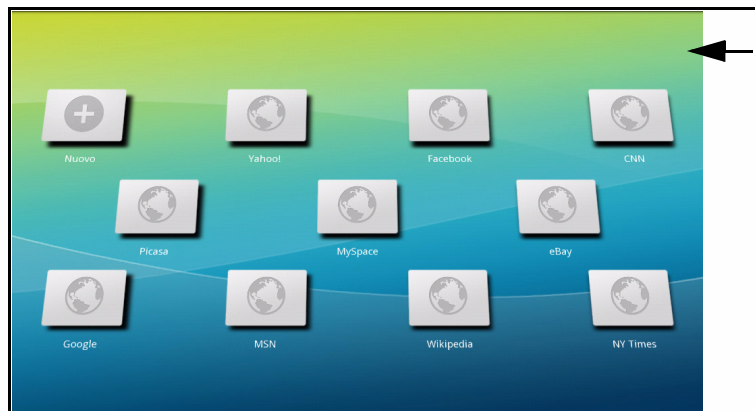 Nuovo
Yahoo!
Facebook
CNN
Picasa
MySpace
eBay
Google
MSN
Wikipedia
NY Times